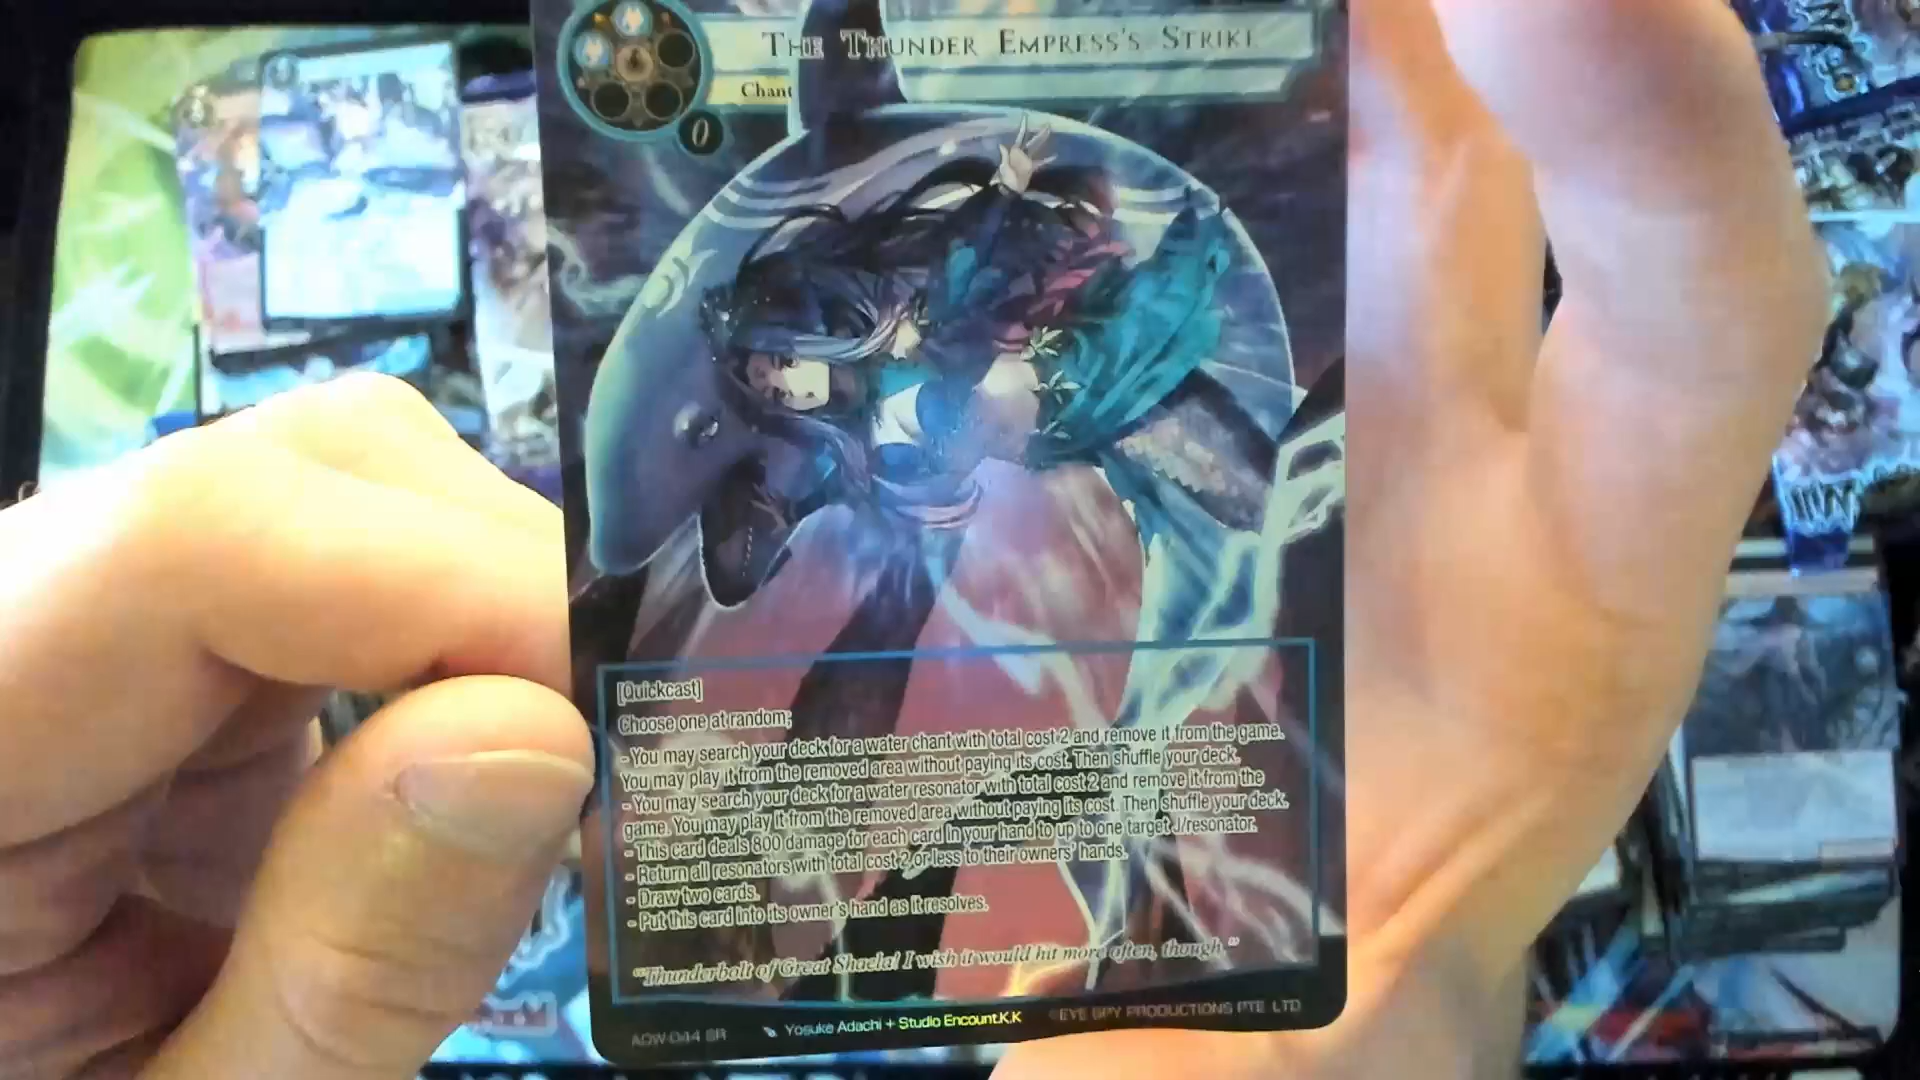 THE THUNDER EMPRESS'S STRIKE
Chant
0
[Quickcast]
Choose one at random;
- You may search your deck for a water chant with total cost 2 and remove it from the game.
You may play it from the removed area without paying its cost. Then shuffle your deck.
- You may search your deck for a water resonator with total cost 2 and remove it from the
game. You may play it from the removed area without paying its cost. Then shuffle your deck.
- This card deals 800 damage for each card in your hand to up to one target J/resonator.
- Return all resonators with total cost 2 or less to their owners' hands.
- Draw two cards.
- Put this card into its owner's hand as it resolves.
"Thunderbolt of Great Shaela! I wish it would hit more often, though."
AOW-044 SR
Yosuke Adachi + Studio Encount.K.K
©EYE SPY PRODUCTIONS PTE. LTD